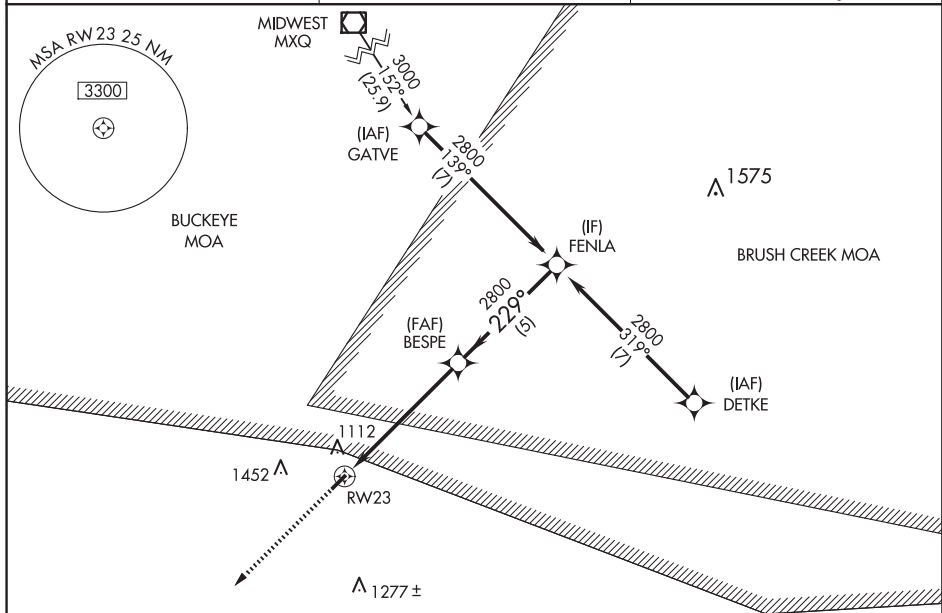 MSA RW 23 25 NM
3300
MIDWEST
MXQ
3000
152°
(25.9)
(IAF)
GATVE
2800
139°
(7)
1575
BUCKEYE
MOA
(IF)
FENLA
BRUSH CREEK MOA
2800
229°
(5)
(FAF)
BESPE
2800
319°
(7)
(IAF)
DETKE
1112
1452
RW23
1277 ±